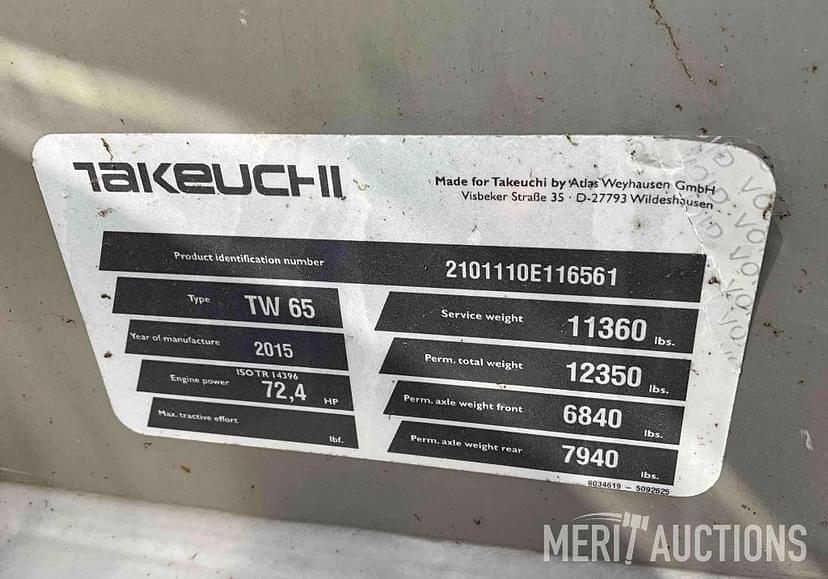 TAKEUCHI
Made for Takeuchi by Atlas Weyhausen GmbH
Visbeker Straße 35 · D-27793 Wildeshausen
Product identification number 2101110E116561
Type TW 65
Service weight 11360 lbs.
Year of manufacture 2015
Perm. total weight 12350 lbs.
Engine power ISO TR 14396 72,4 HP
Perm. axle weight front 6840 lbs.
Max. tractive effort lbf.
Perm. axle weight rear 7940 lbs.
8034619 – 5092625
VOID VOID VOID
MERIT AUCTIONS